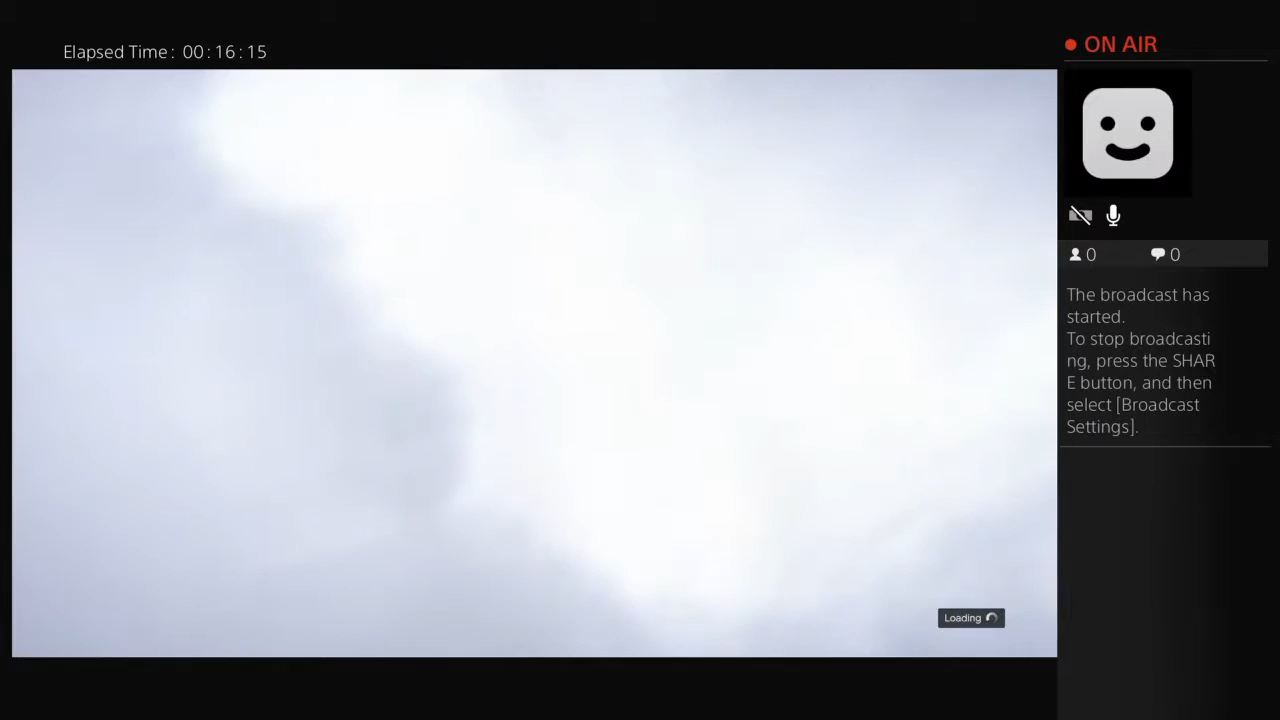 Elapsed Time: 00:16:15
ON AIR
0 0
The broadcast has
started.
To stop broadcasti
ng, press the SHAR
E button, and then
select [Broadcast
Settings].
Loading